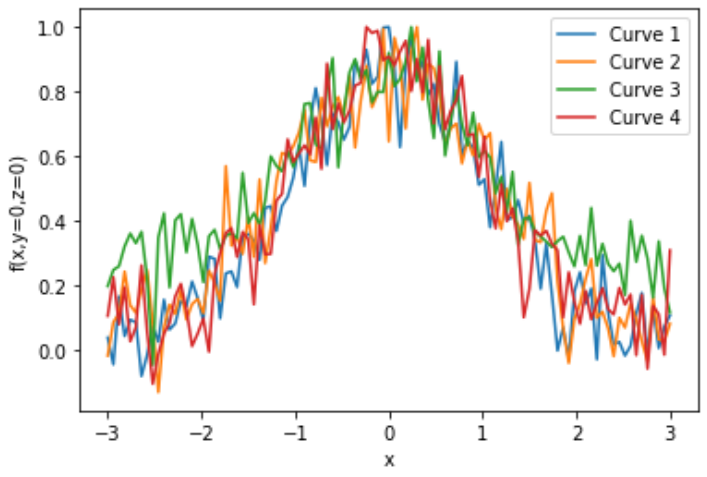 Curve 1
Curve 2
Curve 3
Curve 4
1.0
0.8
0.6
0.4
0.2
0.0
f(x,y=0,z=0)
−3 −2 −1 0 1 2 3
x